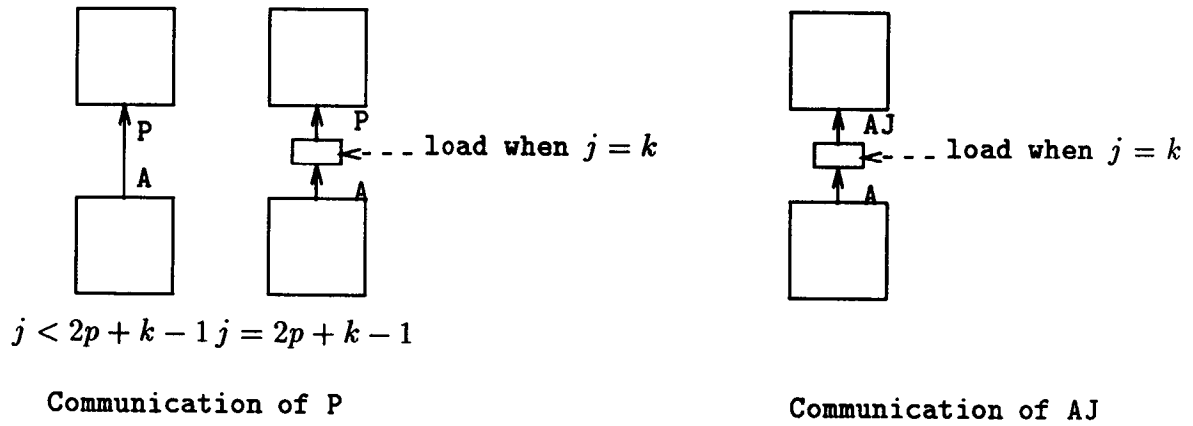 P
A
P
load when j = k
A
j < 2p + k − 1 j = 2p + k − 1
Communication of P
AJ
load when j = k
A
Communication of AJ